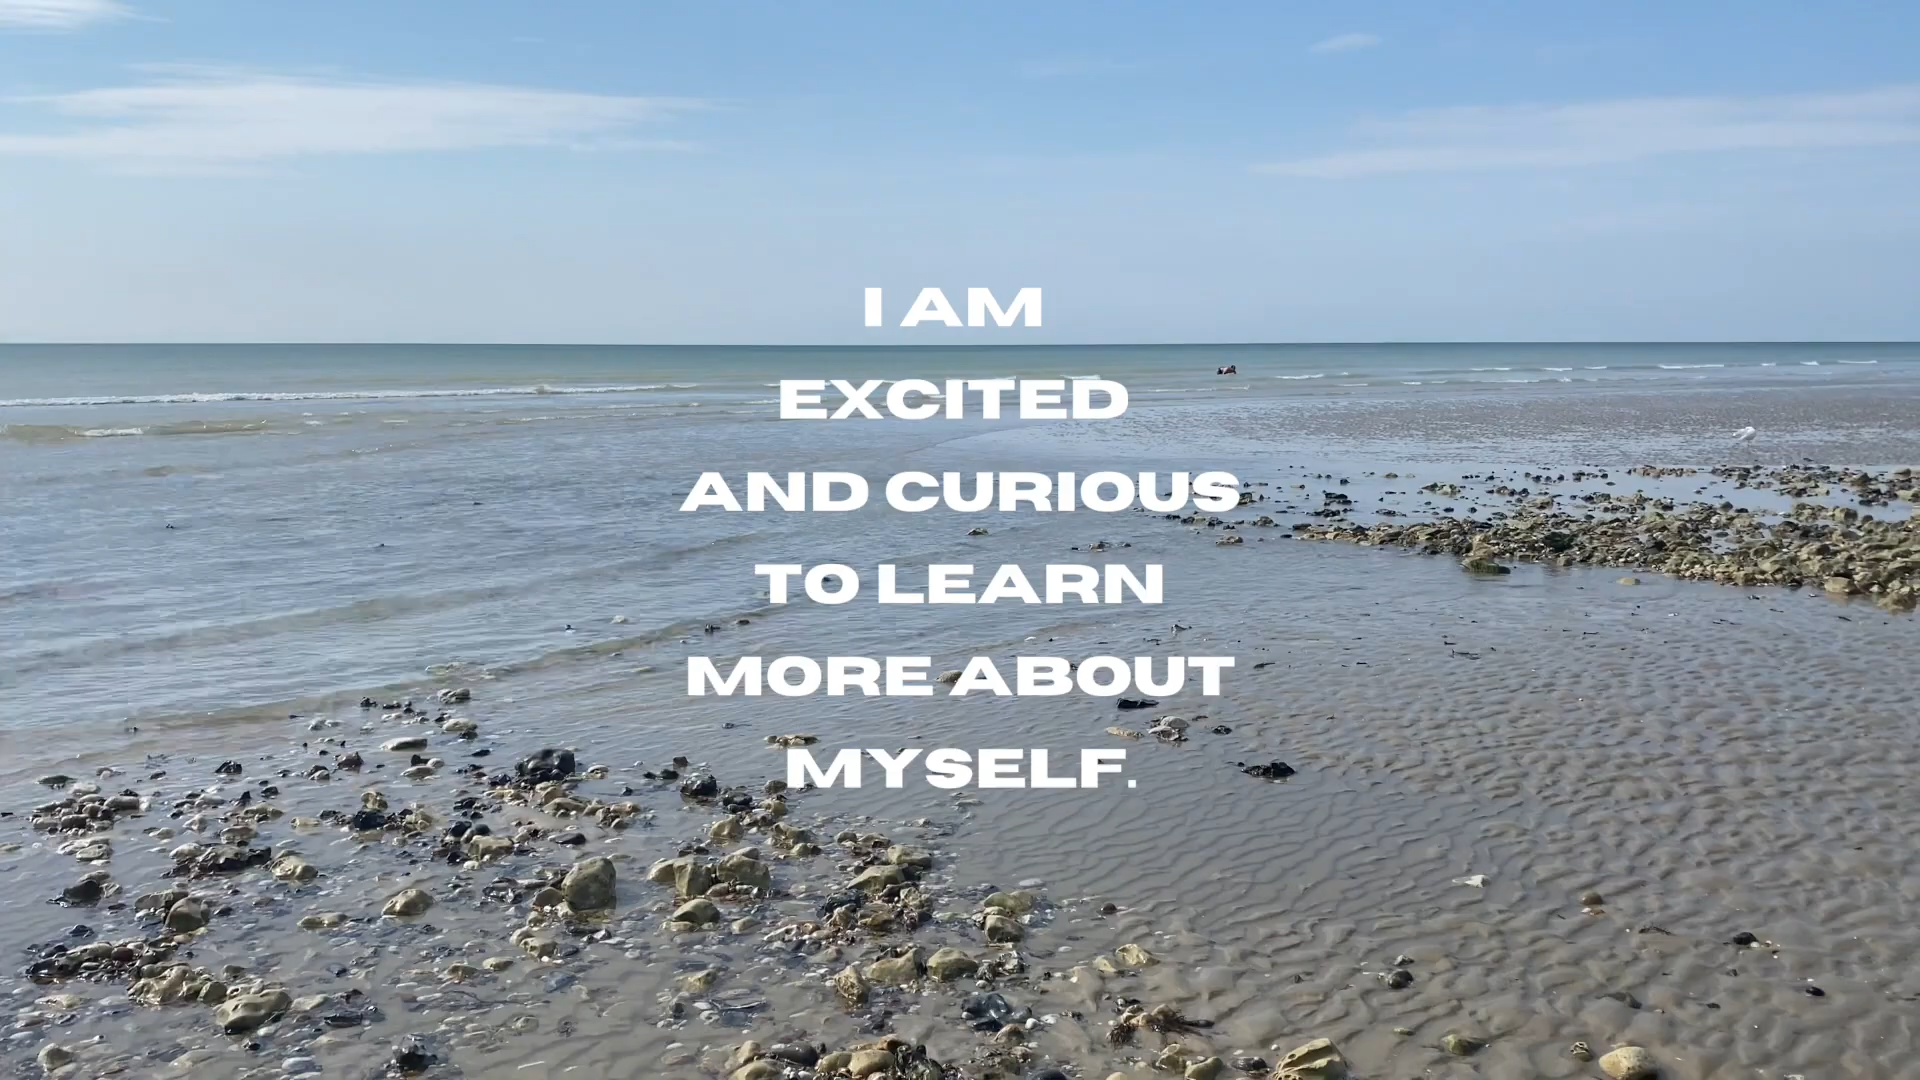 I AM
EXCITED
AND CURIOUS
TO LEARN
MORE ABOUT
MYSELF.